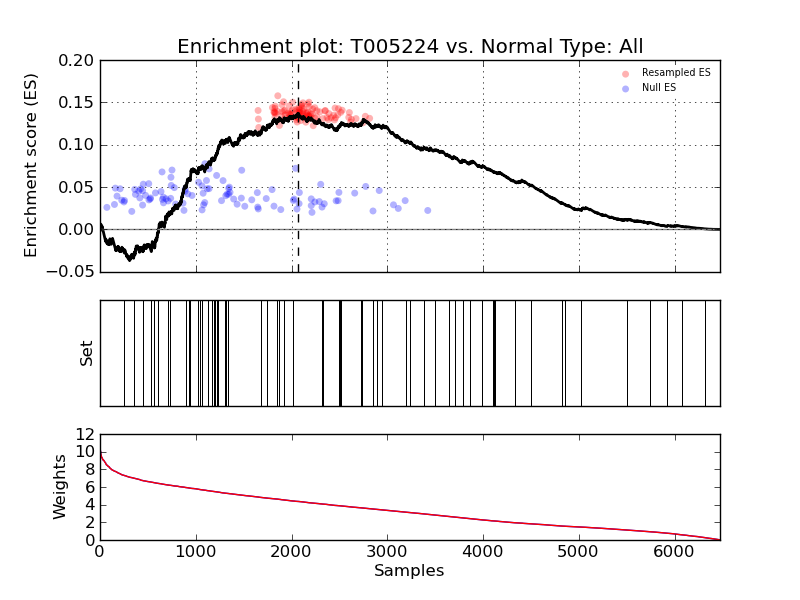 Enrichment plot: T005224 vs. Normal Type: All
Enrichment score (ES)
0.20
0.15
0.10
0.05
0.00
−0.05
Resampled ES
Null ES
Set
Weights
12
10
8
6
4
2
0
0 1000 2000 3000 4000 5000 6000
Samples